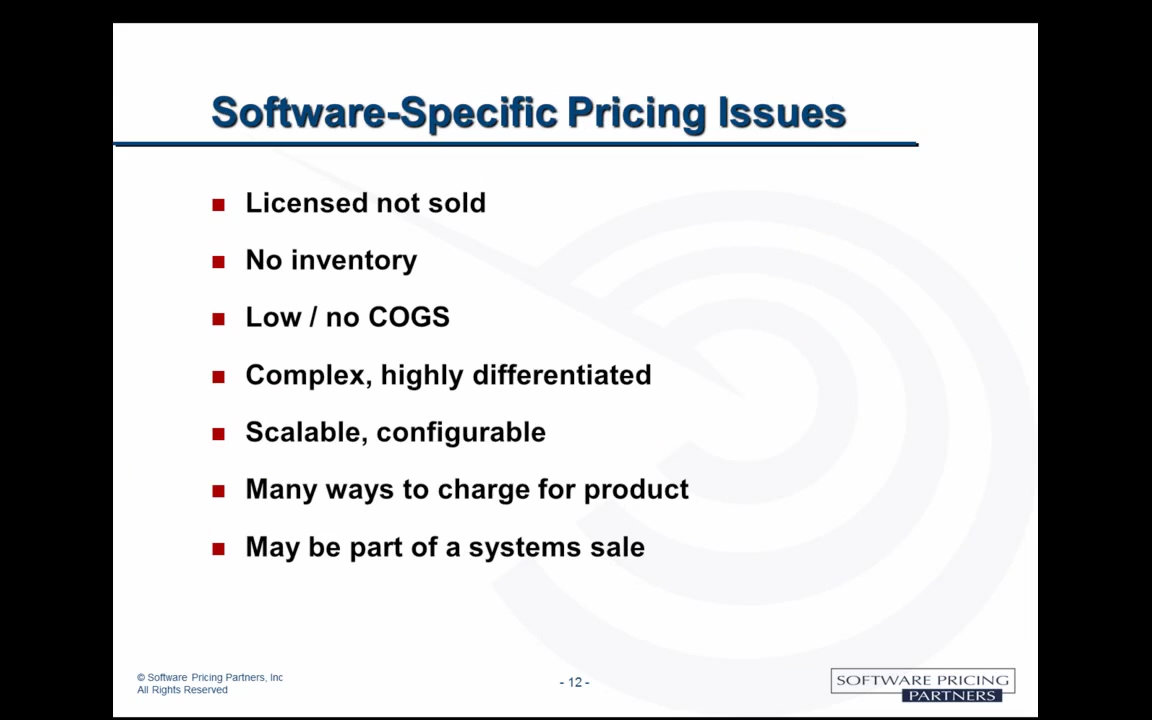 Software-Specific Pricing Issues
Licensed not sold
No inventory
Low / no COGS
Complex, highly differentiated
Scalable, configurable
Many ways to charge for product
May be part of a systems sale
© Software Pricing Partners, Inc
All Rights Reserved
- 12 -
SOFTWARE PRICING
PARTNERS